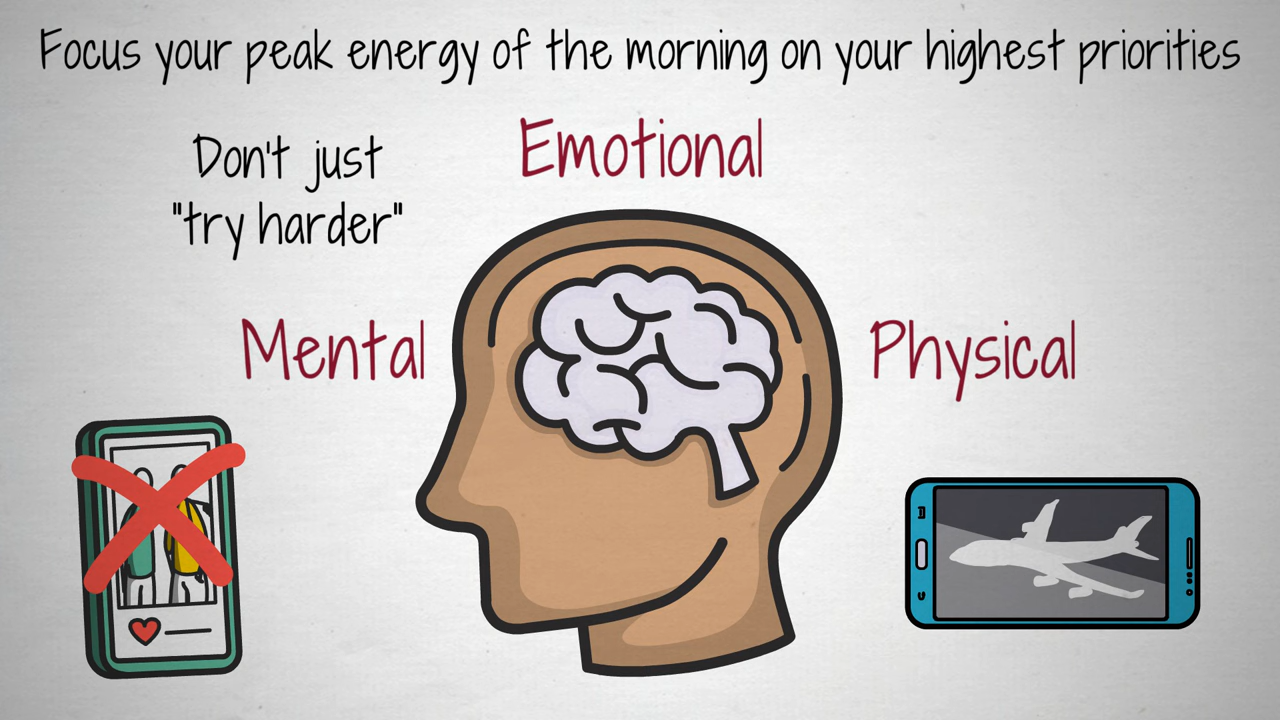 Focus your peak energy of the morning on your highest priorities
Emotional
Don't just
"try harder"
Mental
Physical